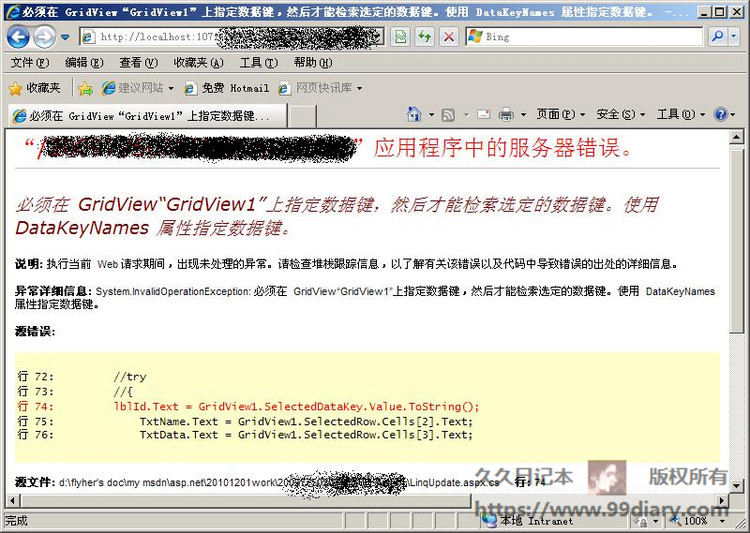 必须在 GridView“GridView1”上指定数据键,然后才能检索选定的数据键。使用 DataKeyNames 属性指定数据键。 - ...
http://localhost:107
Bing
文件(F) 编辑(E) 查看(V) 收藏夹(A) 工具(T) 帮助(H)
收藏夹 建议网站 免费 Hotmail 网页快讯库
必须在 GridView“GridView1”上指定数据键... 页面(P) 安全(S) 工具(O)
“/ ”应用程序中的服务器错误。
必须在 GridView“GridView1”上指定数据键，然后才能检索选定的数据键。使用
DataKeyNames 属性指定数据键。
说明: 执行当前 Web 请求期间，出现未处理的异常。请检查堆栈跟踪信息，以了解有关该错误以及代码中导致错误的出处的详细信息。
异常详细信息: System.InvalidOperationException: 必须在 GridView“GridView1”上指定数据键，然后才能检索选定的数据键。使用 DataKeyNames
属性指定数据键。
源错误:
行 72: //try
行 73: //{
行 74: lblId.Text = GridView1.SelectedDataKey.Value.ToString();
行 75: TxtName.Text = GridView1.SelectedRow.Cells[2].Text;
行 76: TxtData.Text = GridView1.SelectedRow.Cells[3].Text;
源文件: d:\flyher's doc\my msdn\asp.net\20101201work\200 \LinqUpdate.aspx.cs 行: 74
久久日记本 版权所有
https://www.99diary.com
完成 本地 Intranet 100%